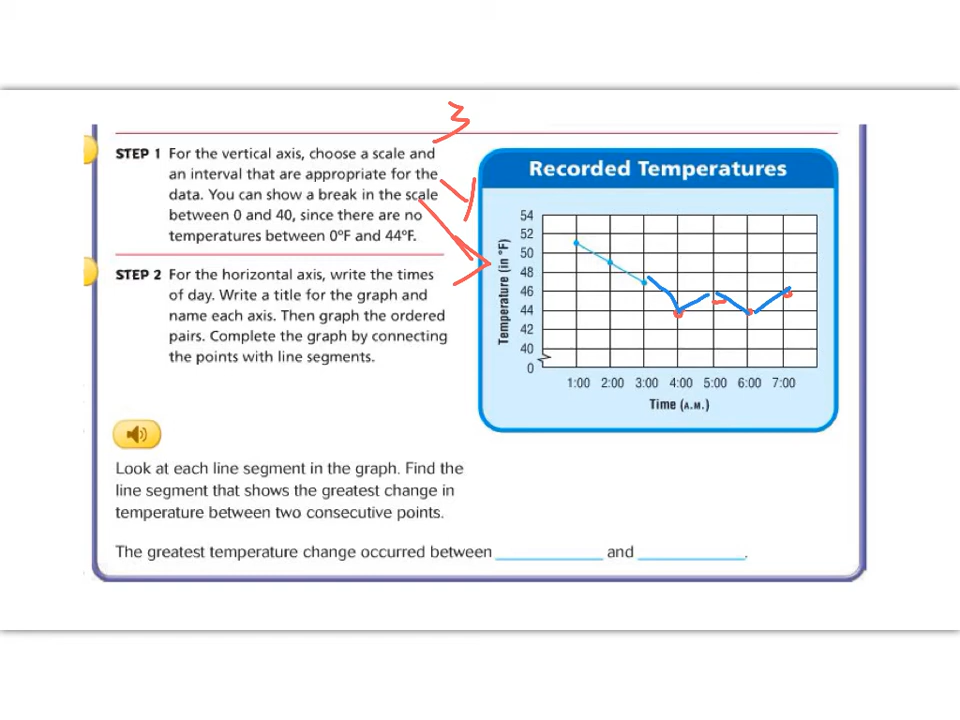 3
STEP 1 For the vertical axis, choose a scale and
an interval that are appropriate for the
data. You can show a break in the scale
between 0 and 40, since there are no
temperatures between 0°F and 44°F.
STEP 2 For the horizontal axis, write the times
of day. Write a title for the graph and
name each axis. Then graph the ordered
pairs. Complete the graph by connecting
the points with line segments.
Recorded Temperatures
Temperature (in °F)
54
52
50
48
46
44
42
40
0
1:00 2:00 3:00 4:00 5:00 6:00 7:00
Time (A.M.)
Look at each line segment in the graph. Find the
line segment that shows the greatest change in
temperature between two consecutive points.
The greatest temperature change occurred between ____________ and ____________.